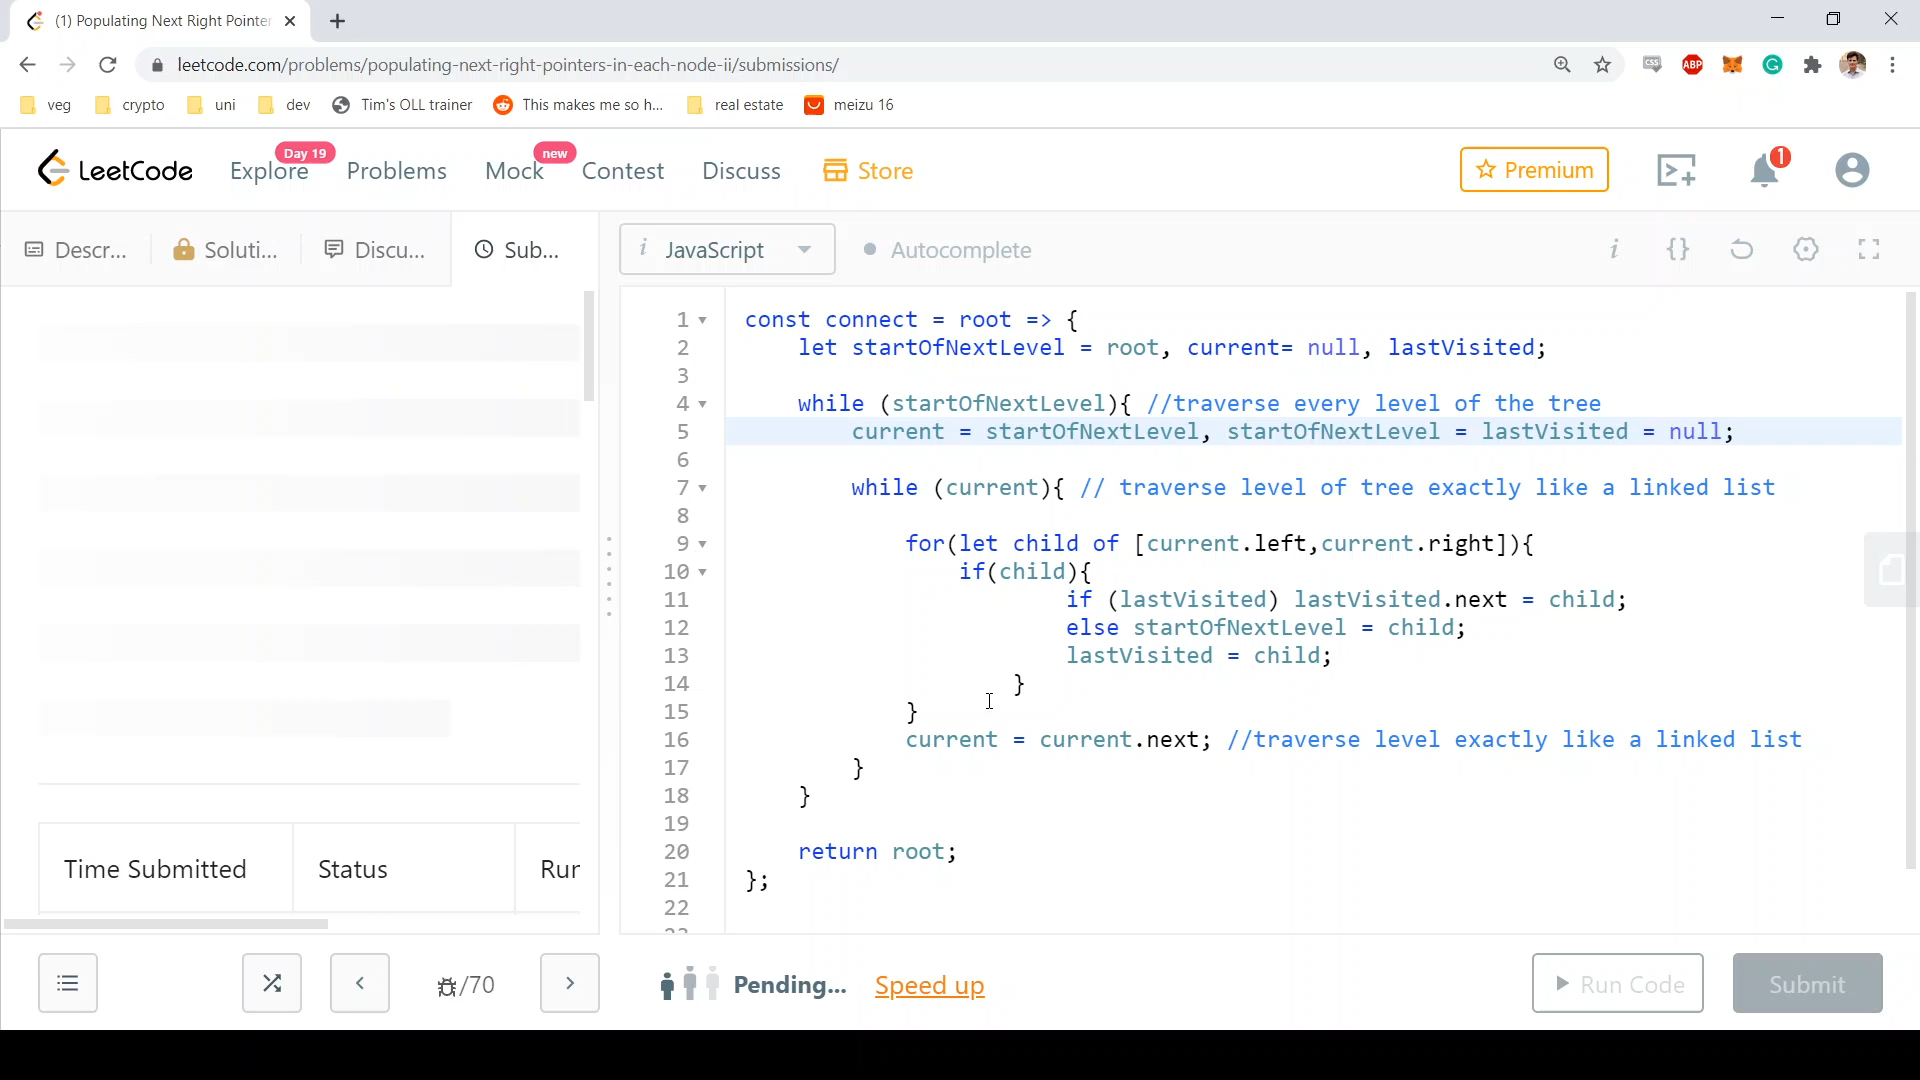 (1) Populating Next Right Pointer
leetcode.com/problems/populating-next-right-pointers-in-each-node-ii/submissions/
CSS ABP
veg crypto uni dev Tim's OLL trainer This makes me so h... real estate meizu 16
LeetCode Explore Day 19 Problems Mock new Contest Discuss Store Premium 1
Descr... Soluti... Discu... Sub... i JavaScript Autocomplete i {}
1 const connect = root => {
2 let startOfNextLevel = root, current= null, lastVisited;
3
4 while (startOfNextLevel){ //traverse every level of the tree
5 current = startOfNextLevel, startOfNextLevel = lastVisited = null;
6
7 while (current){ // traverse level of tree exactly like a linked list
8
9 for(let child of [current.left,current.right]){
10 if(child){
11 if (lastVisited) lastVisited.next = child;
12 else startOfNextLevel = child;
13 lastVisited = child;
14 }
15 }
16 current = current.next; //traverse level exactly like a linked list
17 }
18 }
19
20 return root;
21 };
22
Time Submitted Status Run
/70 Pending... Speed up Run Code Submit